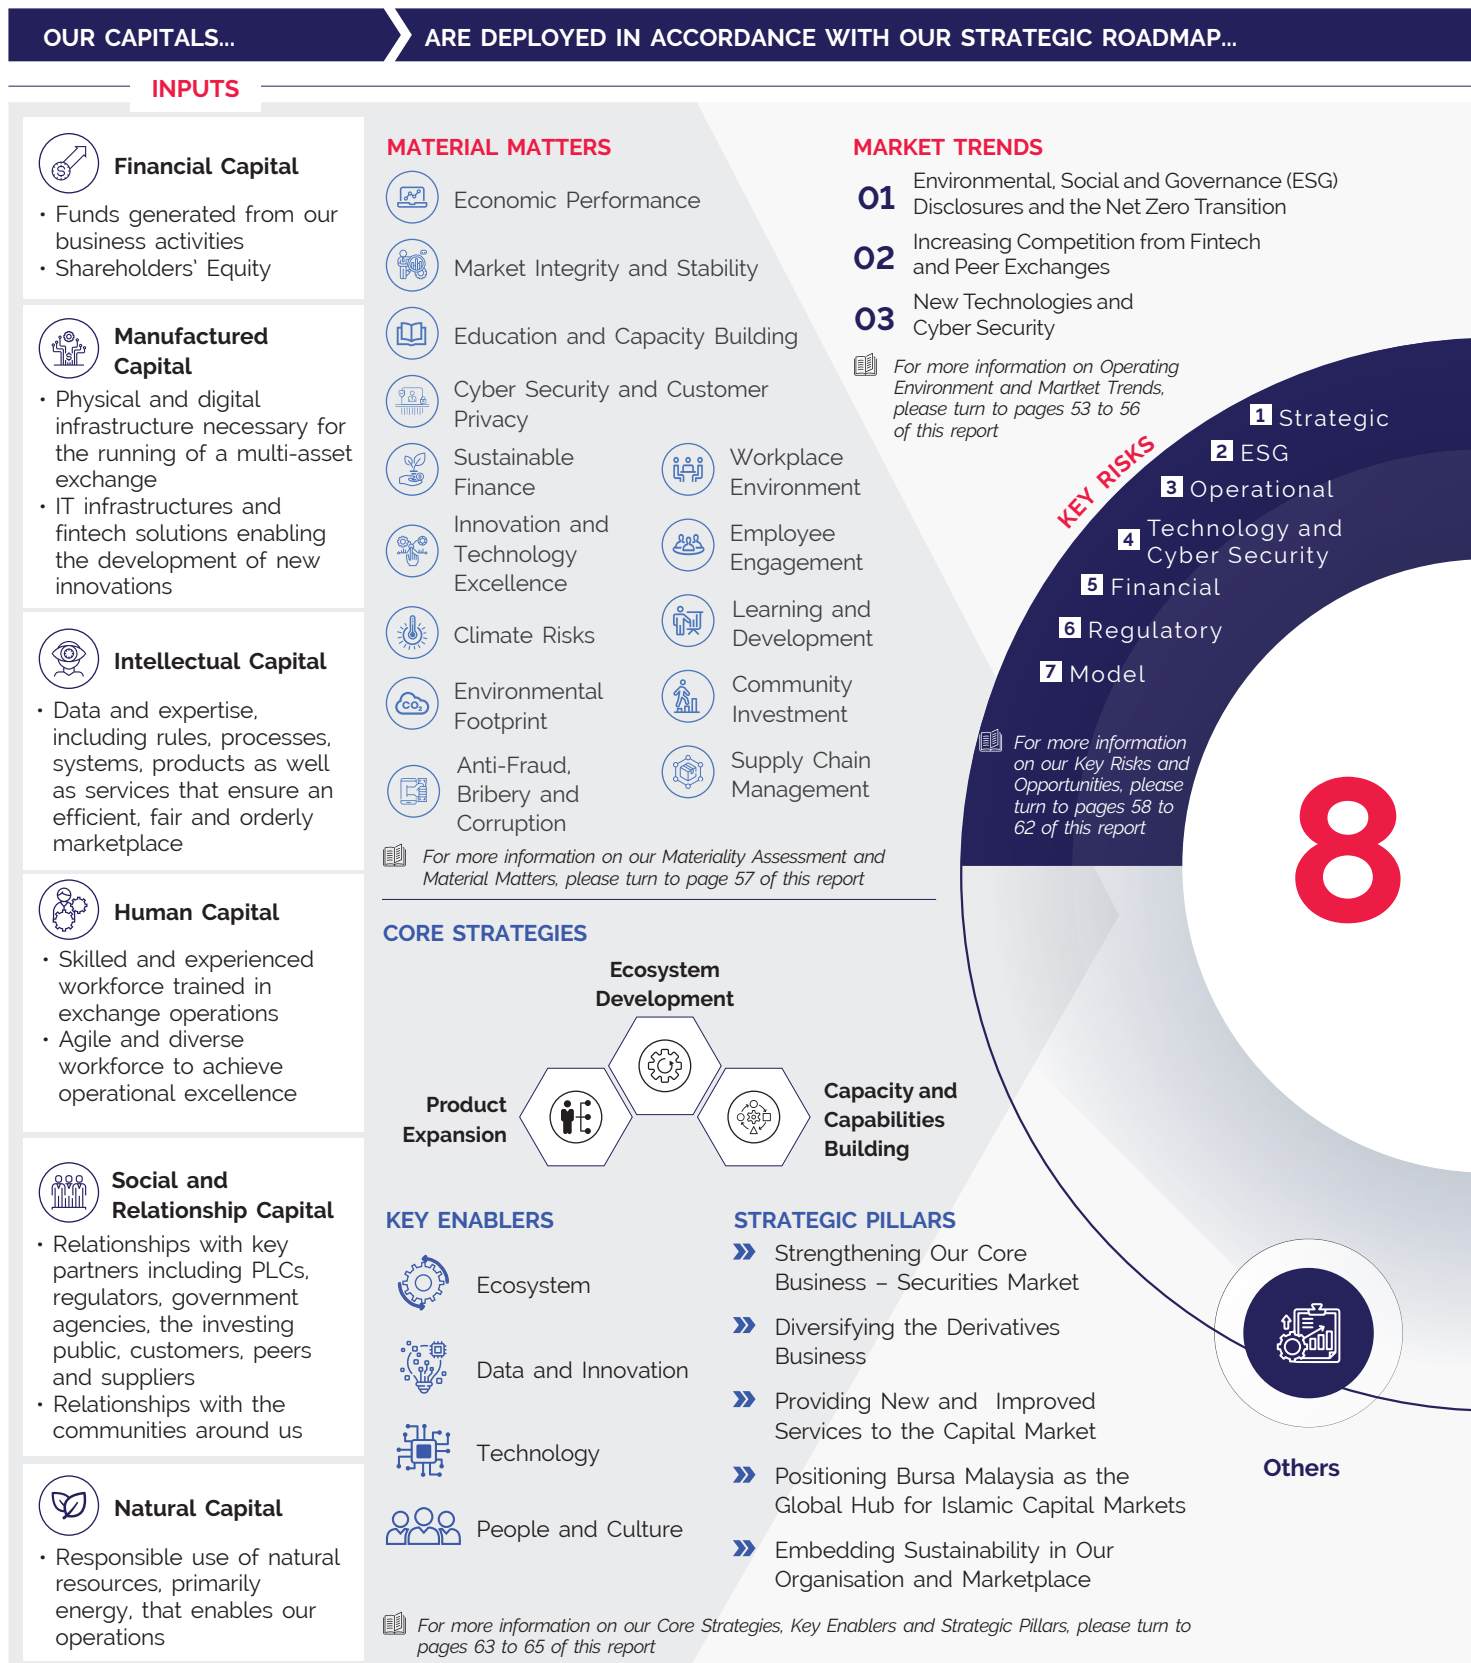 OUR CAPITALS...
ARE DEPLOYED IN ACCORDANCE WITH OUR STRATEGIC ROADMAP...
INPUTS
Financial Capital
• Funds generated from our
business activities
• Shareholders' Equity
Manufactured
Capital
• Physical and digital
infrastructure necessary for
the running of a multi-asset
exchange
• IT infrastructures and
fintech solutions enabling
the development of new
innovations
Intellectual Capital
• Data and expertise,
including rules, processes,
systems, products as well
as services that ensure an
efficient, fair and orderly
marketplace
Human Capital
• Skilled and experienced
workforce trained in
exchange operations
• Agile and diverse
workforce to achieve
operational excellence
Social and
Relationship Capital
• Relationships with key
partners including PLCs,
regulators, government
agencies, the investing
public, customers, peers
and suppliers
• Relationships with the
communities around us
Natural Capital
• Responsible use of natural
resources, primarily
energy, that enables our
operations
MATERIAL MATTERS
Economic Performance
Market Integrity and Stability
Education and Capacity Building
Cyber Security and Customer
Privacy
Sustainable
Finance
Innovation and
Technology
Excellence
Climate Risks
CO₂
Environmental
Footprint
Anti-Fraud,
Bribery and
Corruption
Workplace
Environment
Employee
Engagement
Learning and
Development
Community
Investment
Supply Chain
Management
For more information on our Materiality Assessment and
Material Matters, please turn to page 57 of this report
MARKET TRENDS
01 Environmental, Social and Governance (ESG)
Disclosures and the Net Zero Transition
02 Increasing Competition from Fintech
and Peer Exchanges
03 New Technologies and
Cyber Security
For more information on Operating
Environment and Martket Trends,
please turn to pages 53 to 56
of this report
KEY RISKS
1 Strategic
2 ESG
3 Operational
4 Technology and
Cyber Security
5 Financial
6 Regulatory
7 Model
For more information
on our Key Risks and
Opportunities, please
turn to pages 58 to
62 of this report
8
CORE STRATEGIES
Ecosystem
Development
Product
Expansion
Capacity and
Capabilities
Building
KEY ENABLERS
Ecosystem
Data and Innovation
Technology
People and Culture
STRATEGIC PILLARS
Strengthening Our Core
Business – Securities Market
Diversifying the Derivatives
Business
Providing New and Improved
Services to the Capital Market
Positioning Bursa Malaysia as the
Global Hub for Islamic Capital Markets
Embedding Sustainability in Our
Organisation and Marketplace
Others
For more information on our Core Strategies, Key Enablers and Strategic Pillars, please turn to
pages 63 to 65 of this report